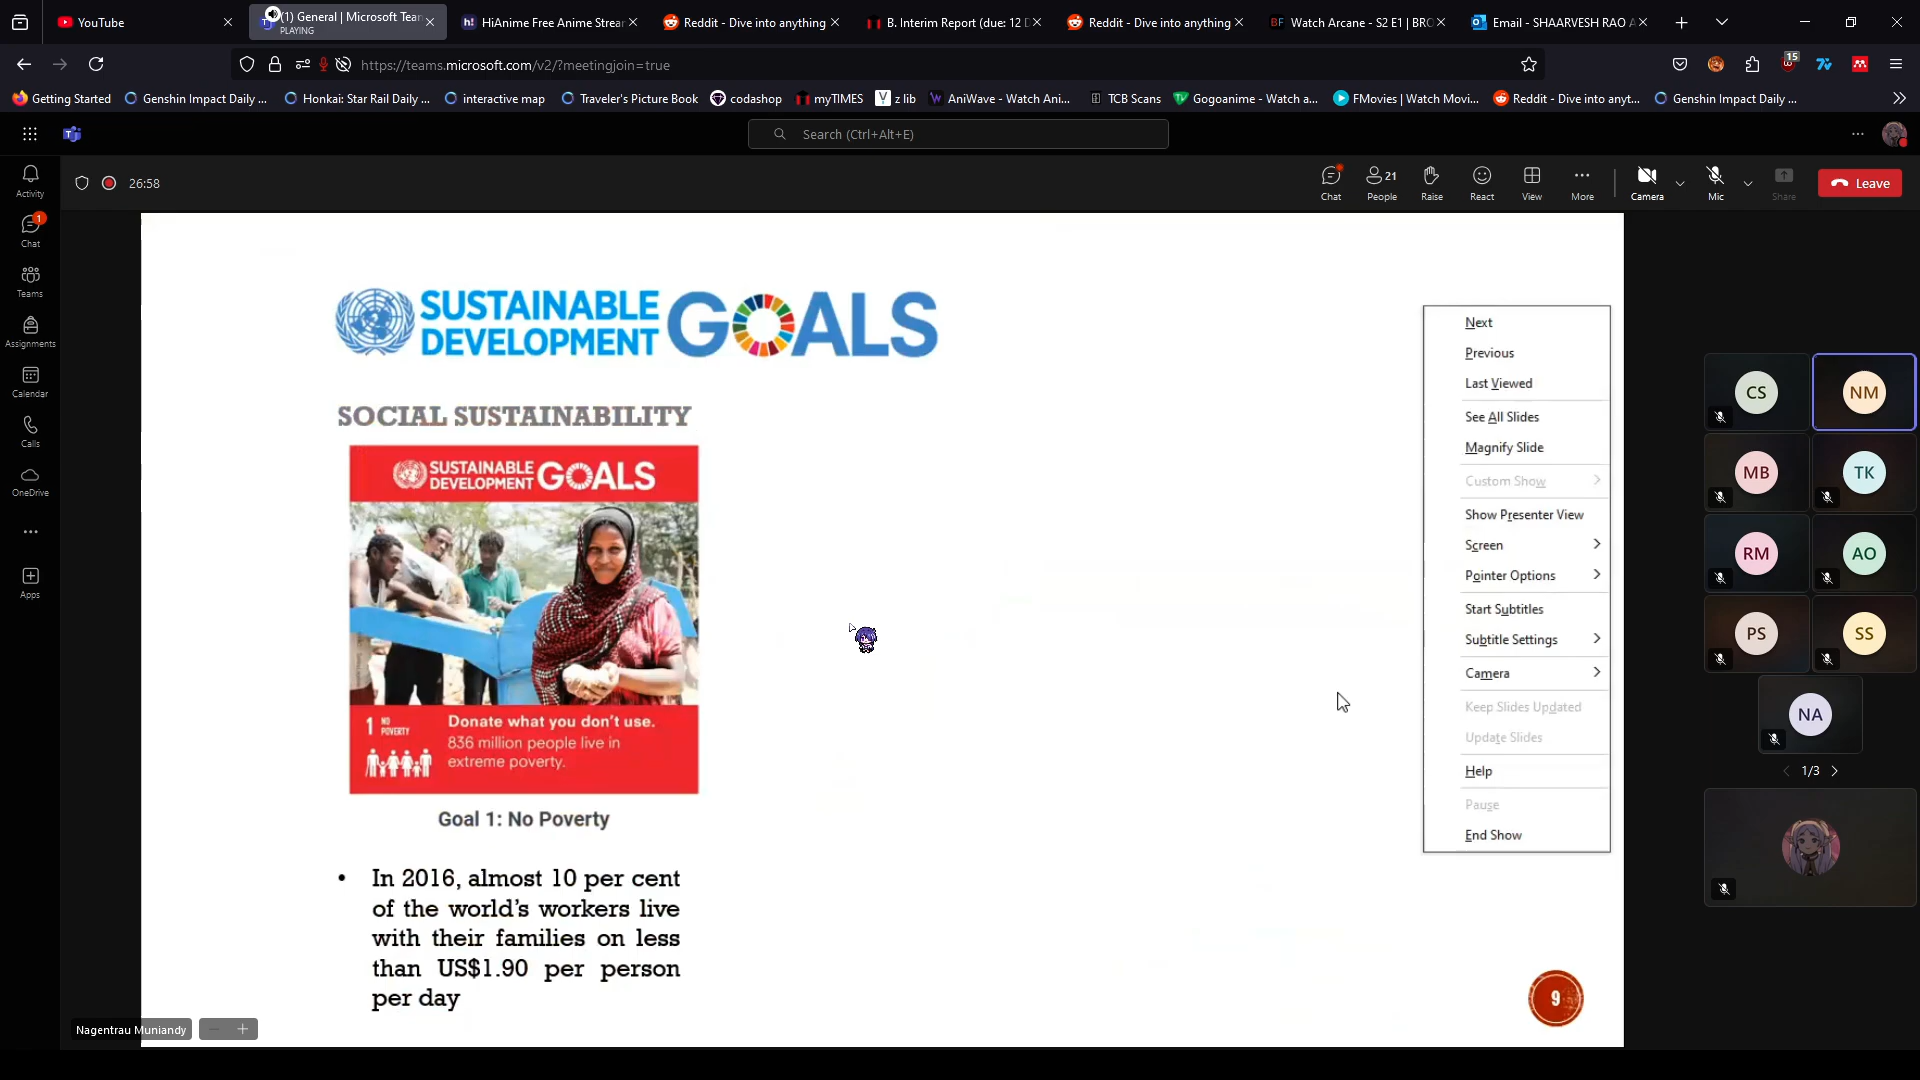 YouTube
(1) General | Microsoft Team
PLAYING
HiAnime Free Anime Strean
Reddit - Dive into anything
B. Interim Report (due: 12 D
Reddit - Dive into anything
Watch Arcane - S2 E1 | BRO
Email - SHAARVESH RAO A
https://teams.microsoft.com/v2/?meetingjoin=true
15
Getting Started
Genshin Impact Daily ...
Honkai: Star Rail Daily ...
interactive map
Traveler's Picture Book
codashop
myTIMES
z lib
AniWave - Watch Ani...
TCB Scans
Gogoanime - Watch a...
FMovies | Watch Movi...
Reddit - Dive into anyt...
Genshin Impact Daily ...
Search (Ctrl+Alt+E)
26:58
Chat
21
People
Raise
React
View
More
Camera
Mic
Share
Leave
Activity
1
Chat
Teams
Assignments
Calendar
Calls
OneDrive
Apps
SUSTAINABLE
DEVELOPMENT
GOALS
SOCIAL SUSTAINABILITY
SUSTAINABLE
DEVELOPMENT
GOALS
1 NO
POVERTY
Donate what you don't use.
836 million people live in
extreme poverty.
Goal 1: No Poverty
• In 2016, almost 10 per cent
of the world's workers live
with their families on less
than US$1.90 per person
per day
9
Next
Previous
Last Viewed
See All Slides
Magnify Slide
Custom Show
Show Presenter View
Screen
Pointer Options
Start Subtitles
Subtitle Settings
Camera
Keep Slides Updated
Update Slides
Help
Pause
End Show
CS
NM
MB
TK
RM
AO
PS
SS
NA
1/3
Nagentrau Muniandy